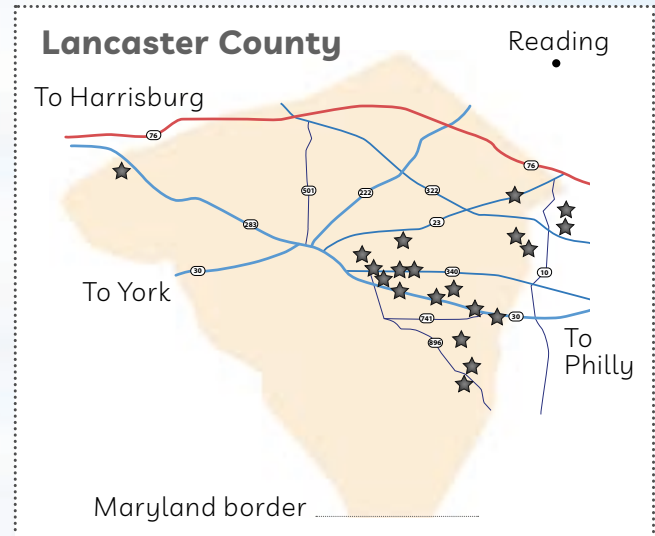 Lancaster County
Reading
To Harrisburg
76
76
501
222
322
23
283
30
340
10
To York
741
30
896
To
Philly
Maryland border